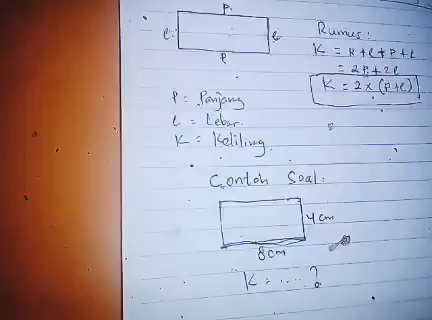 P
l
l
P
Rumus:
K = P + l + P + l
= 2P + 2l
K = 2 x (P + l)
P = Panjang
l = Lebar
K = Keliling
Contoh Soal:
4 cm
8 cm
K = ..... ?